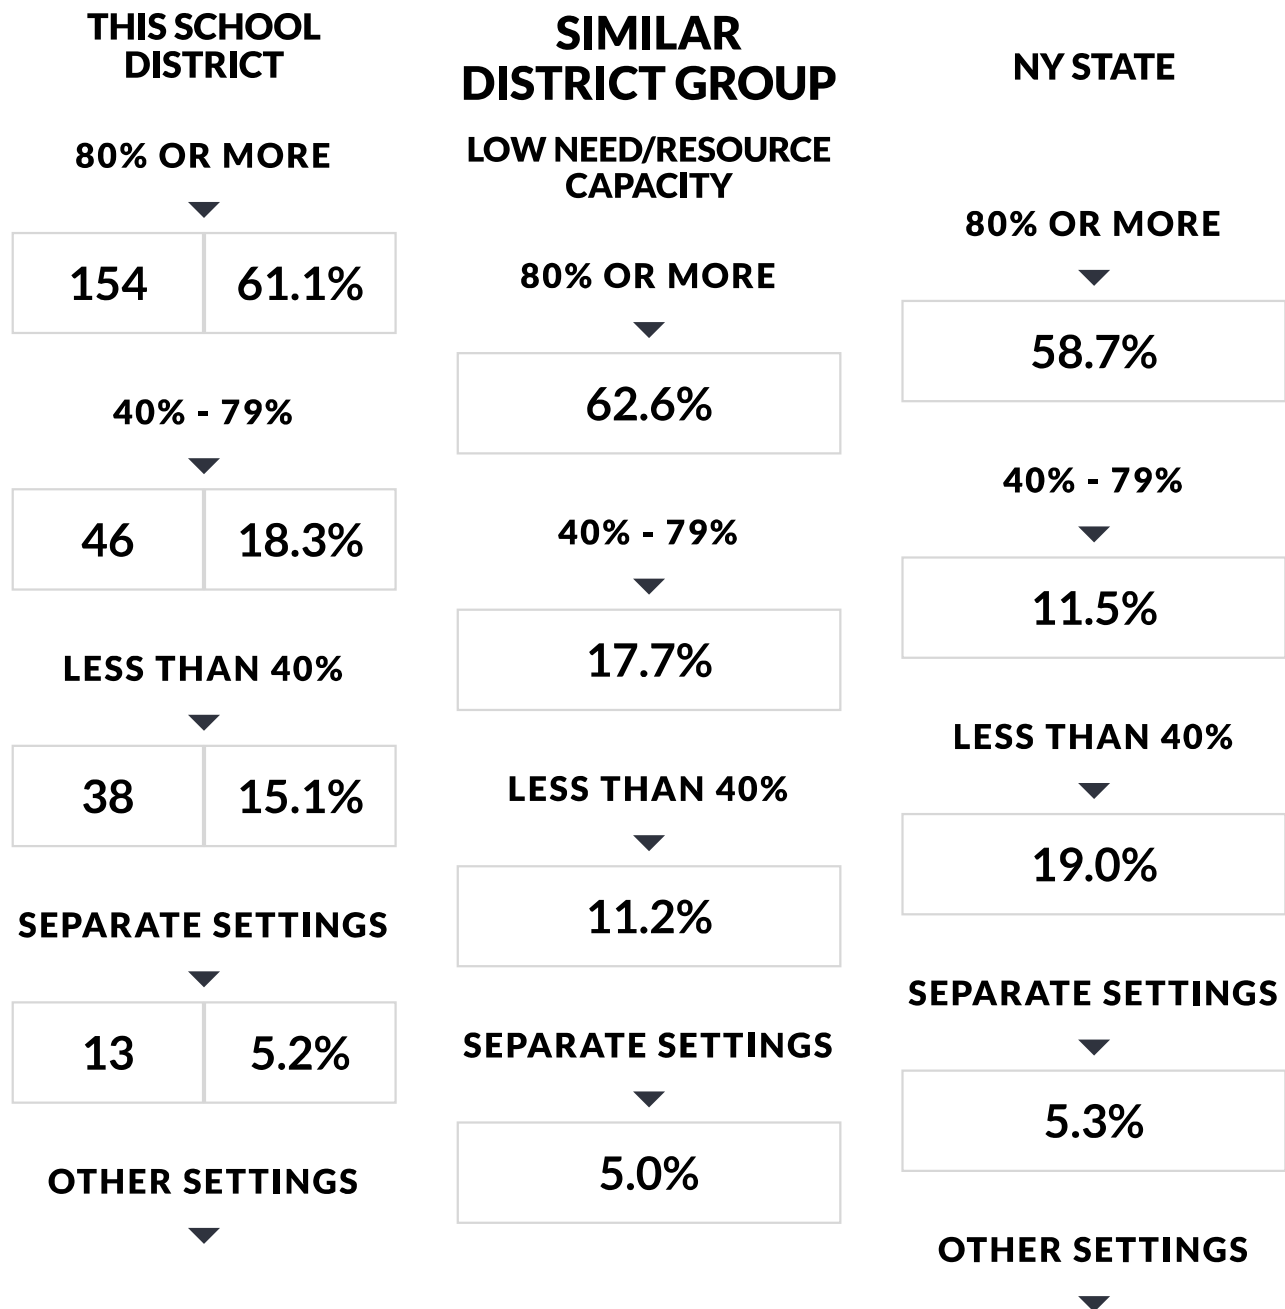 THIS SCHOOL
DISTRICT
80% OR MORE
154 61.1%
40% - 79%
46 18.3%
LESS THAN 40%
38 15.1%
SEPARATE SETTINGS
13 5.2%
OTHER SETTINGS
SIMILAR
DISTRICT GROUP
LOW NEED/RESOURCE
CAPACITY
80% OR MORE
62.6%
40% - 79%
17.7%
LESS THAN 40%
11.2%
SEPARATE SETTINGS
5.0%
NY STATE
80% OR MORE
58.7%
40% - 79%
11.5%
LESS THAN 40%
19.0%
SEPARATE SETTINGS
5.3%
OTHER SETTINGS